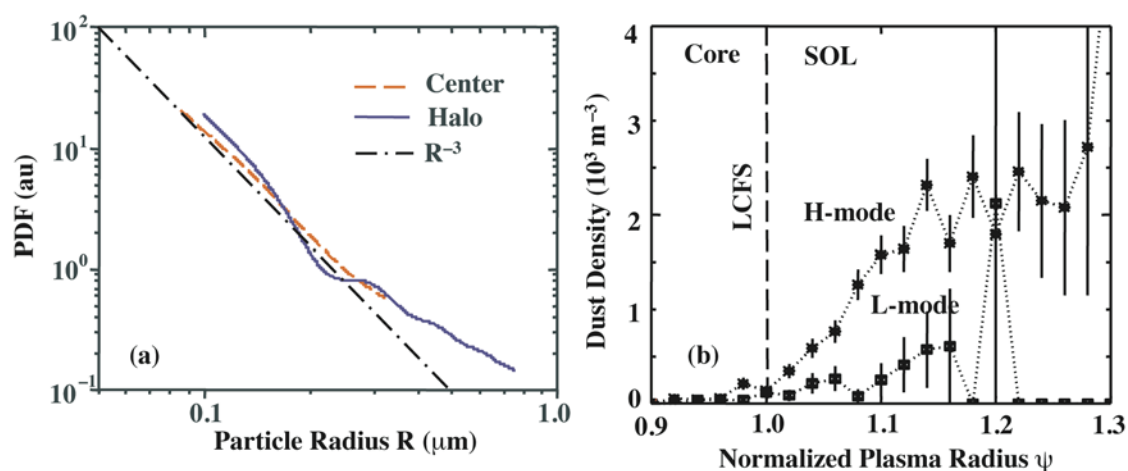 10²
10¹
10⁰
10⁻¹
PDF (au)
Center
Halo
R⁻³
(a)
0.1
1.0
Particle Radius R (μm)
4
3
2
1
0
Dust Density (10³ m⁻³)
Core
SOL
LCFS
H-mode
L-mode
(b)
0.9
1.0
1.1
1.2
1.3
Normalized Plasma Radius ψ